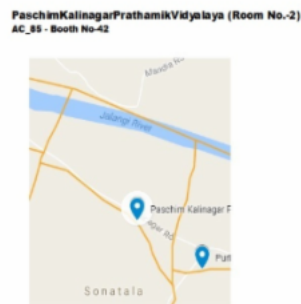 PaschimKalinagarPrathamikVidyalaya (Room No.-2)
AC_85 - Booth No-42
Jalangi River
Paschim Kalinagar P
Sonatala